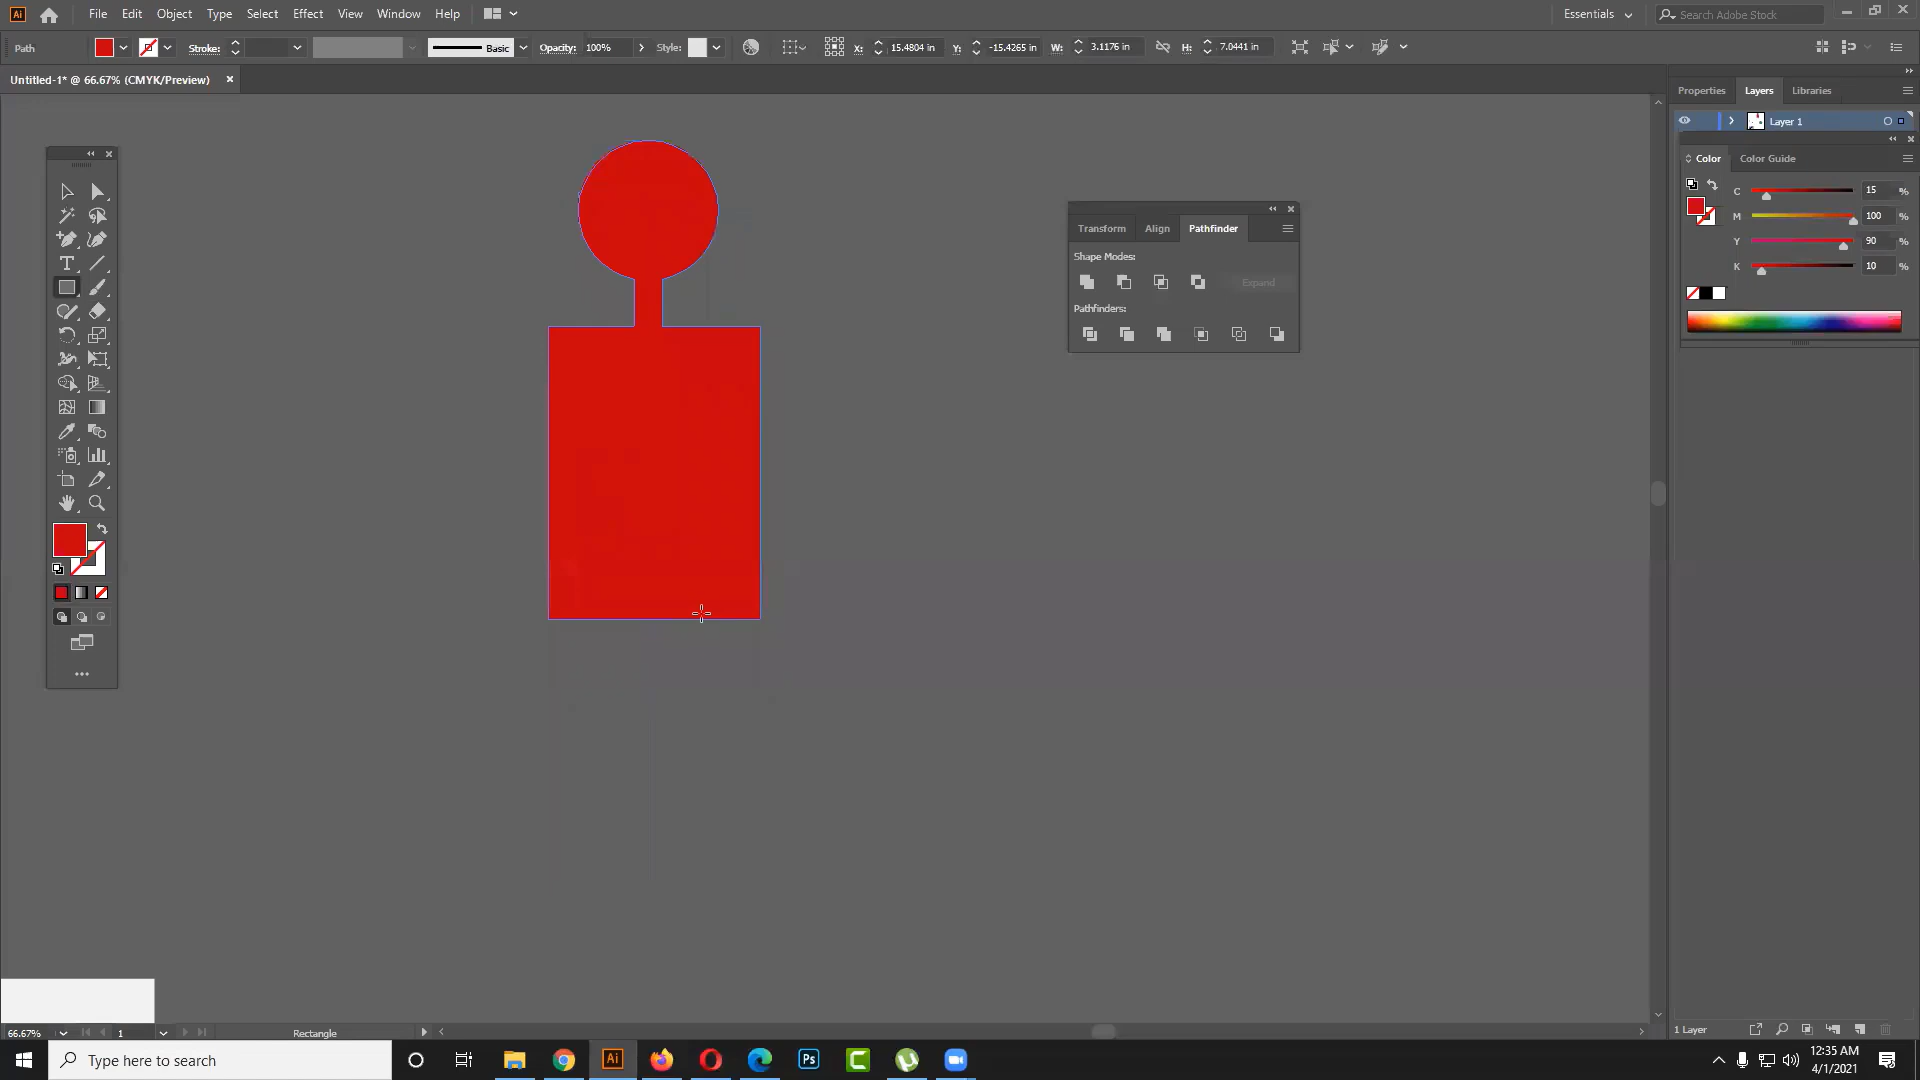 Ai File Edit Object Type Select Effect View Window Help Essentials Search Adobe Stock
Path Stroke: Basic Opacity: 100% Style: X: 15.4804 in Y: -15.4265 in W: 3.1176 in H: 7.0441 in
Untitled-1* @ 66.67% (CMYK/Preview) ×
Properties Layers Libraries
Layer 1
Color Color Guide
C 15 %
M 100 %
Y 90 %
K 10 %
Transform Align Pathfinder
Shape Modes:
Expand
Pathfinders:
66.67% 1 Rectangle
1 Layer
Type here to search
Ai
Ps
12:35 AM
4/1/2021